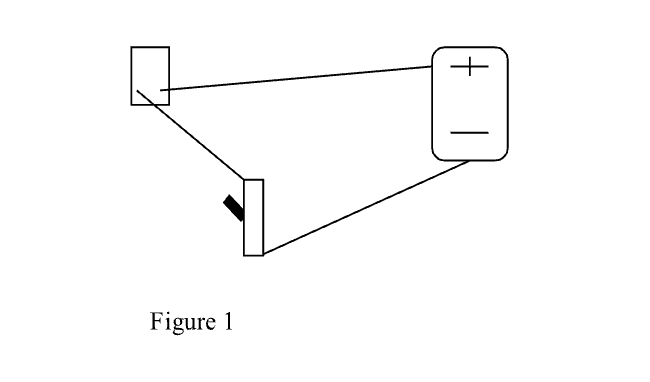 +
—
Figure 1